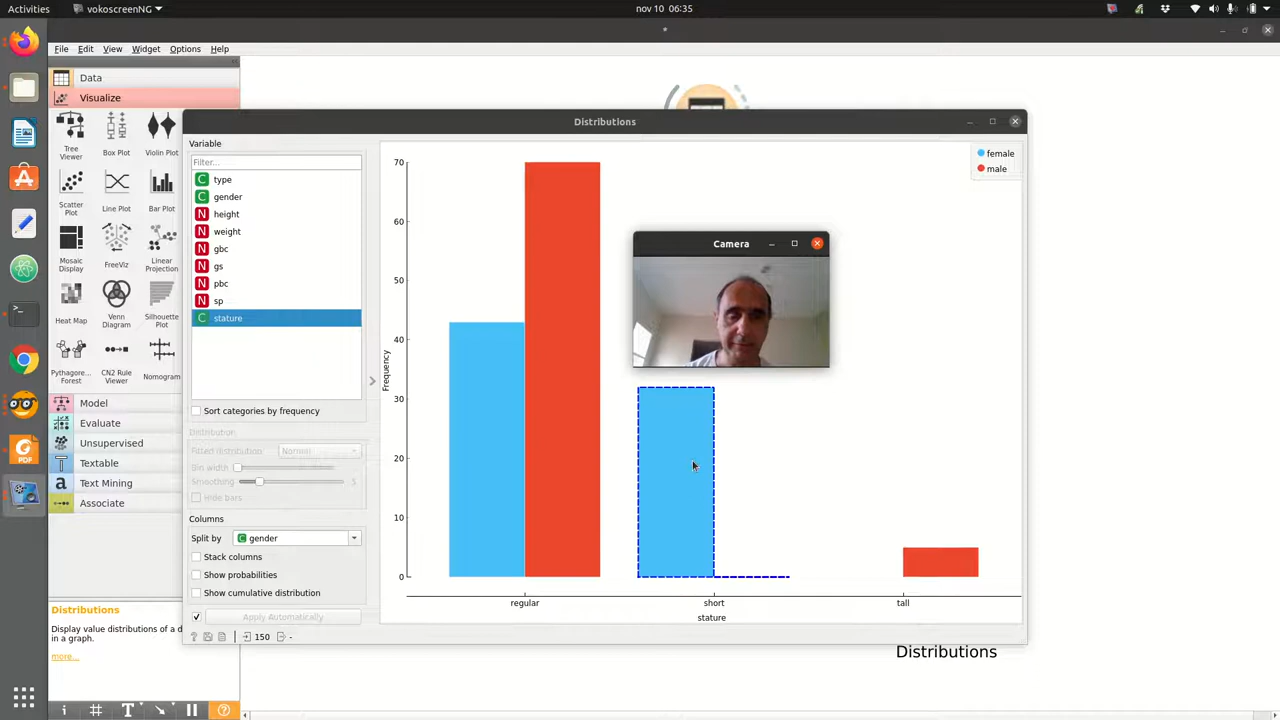 Activities
vokoscreenNG
nov 10 06:35
*
File Edit View Widget Options Help
Data
Visualize
Tree Viewer
Box Plot
Violin Plot
Scatter Plot
Line Plot
Bar Plot
Mosaic Display
FreeViz
Linear Projection
Heat Map
Venn Diagram
Silhouette Plot
Pythagore... Forest
CN2 Rule Viewer
Nomogram
Model
Evaluate
Unsupervised
Textable
Text Mining
Associate
Distributions
Display value distributions of a d
in a graph.
more...
Distributions
Variable
Filter...
C type
C gender
N height
N weight
N gbc
N gs
N pbc
N sp
C stature
Sort categories by frequency
Distribution
Fitted distribution Normal
Bin width
Smoothing 5
Hide bars
Columns
Split by C gender
Stack columns
Show probabilities
Show cumulative distribution
Apply Automatically
? 150 -
female
male
Camera
70
60
50
40
30
20
10
0
Frequency
regular short tall
stature
Distributions